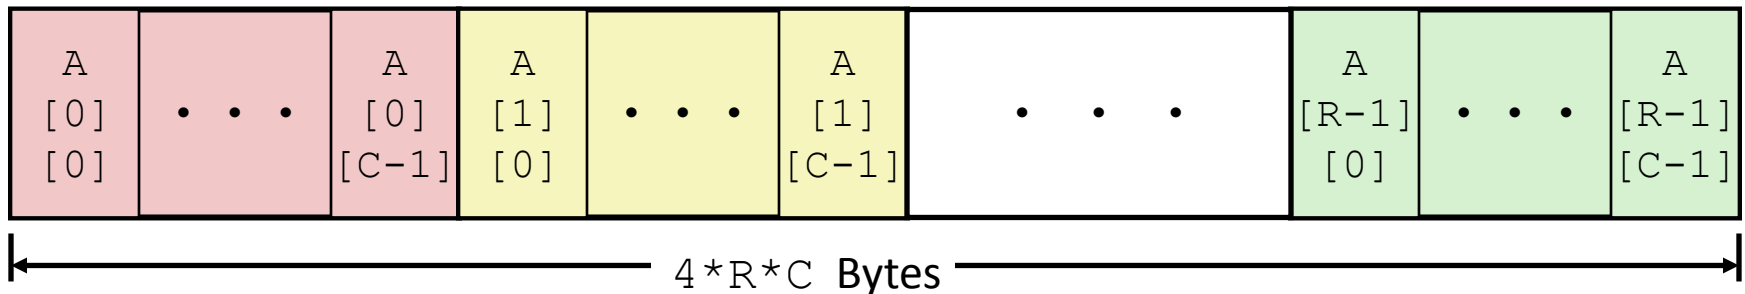 A • • • A A • • • A • • • A • • • A
[0] [0] [1] [1] [R-1] [R-1]
[0] [C-1] [0] [C-1] [0] [C-1]
4*R*C Bytes